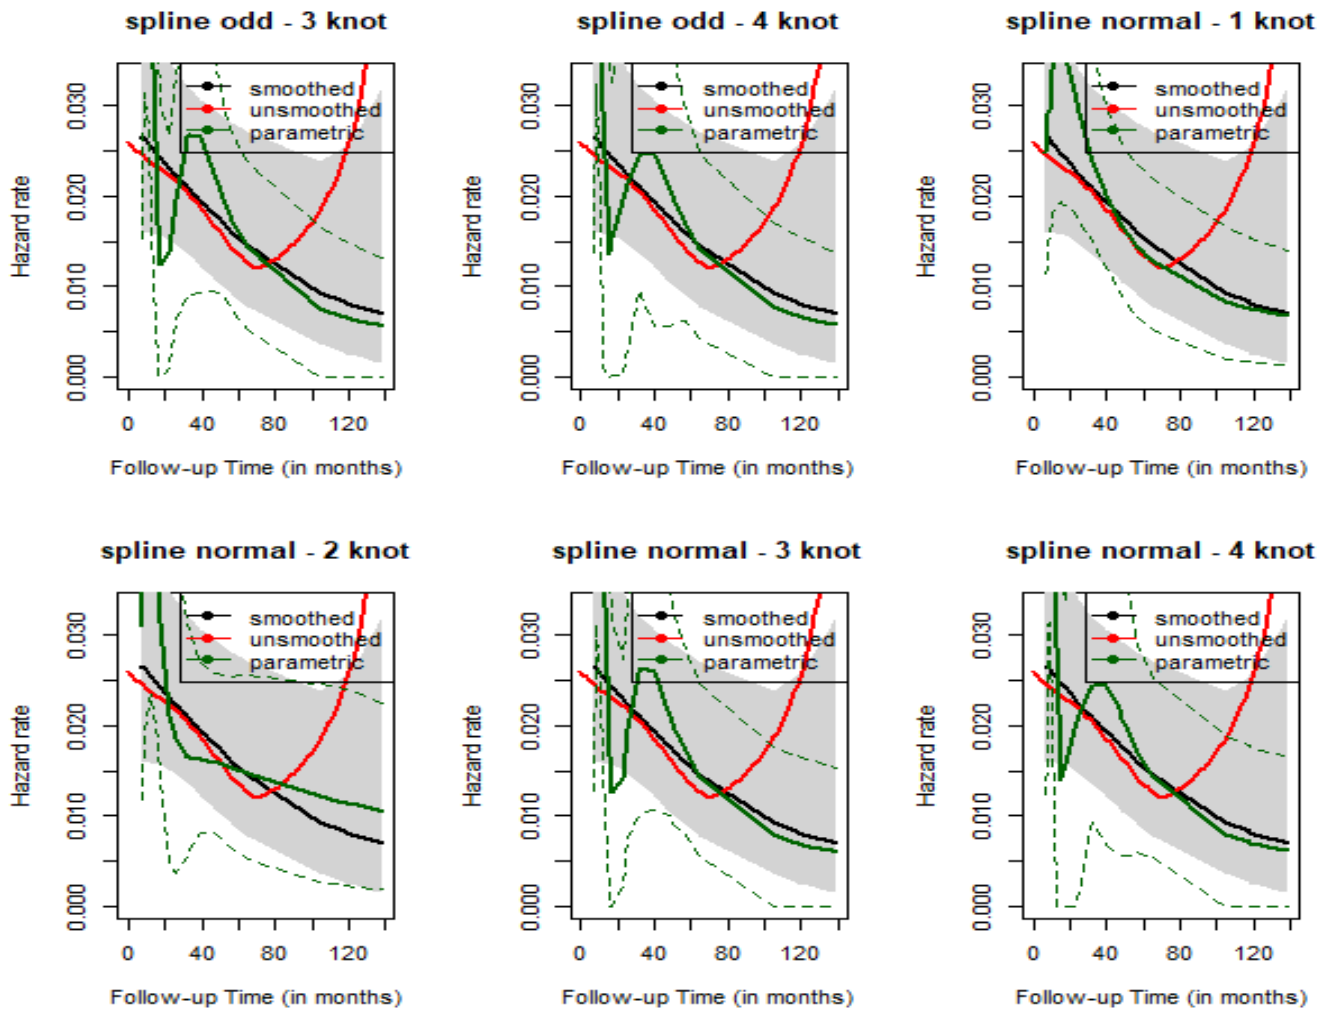 spline odd - 3 knot
smoothed
unsmoothed
parametric
Hazard rate
0.000 0.010 0.020 0.030
0 40 80 120
Follow-up Time (in months)
spline odd - 4 knot
smoothed
unsmoothed
parametric
Hazard rate
0.000 0.010 0.020 0.030
0 40 80 120
Follow-up Time (in months)
spline normal - 1 knot
smoothed
unsmoothed
parametric
Hazard rate
0.000 0.010 0.020 0.030
0 40 80 120
Follow-up Time (in months)
spline normal - 2 knot
smoothed
unsmoothed
parametric
Hazard rate
0.000 0.010 0.020 0.030
0 40 80 120
Follow-up Time (in months)
spline normal - 3 knot
smoothed
unsmoothed
parametric
Hazard rate
0.000 0.010 0.020 0.030
0 40 80 120
Follow-up Time (in months)
spline normal - 4 knot
smoothed
unsmoothed
parametric
Hazard rate
0.000 0.010 0.020 0.030
0 40 80 120
Follow-up Time (in months)